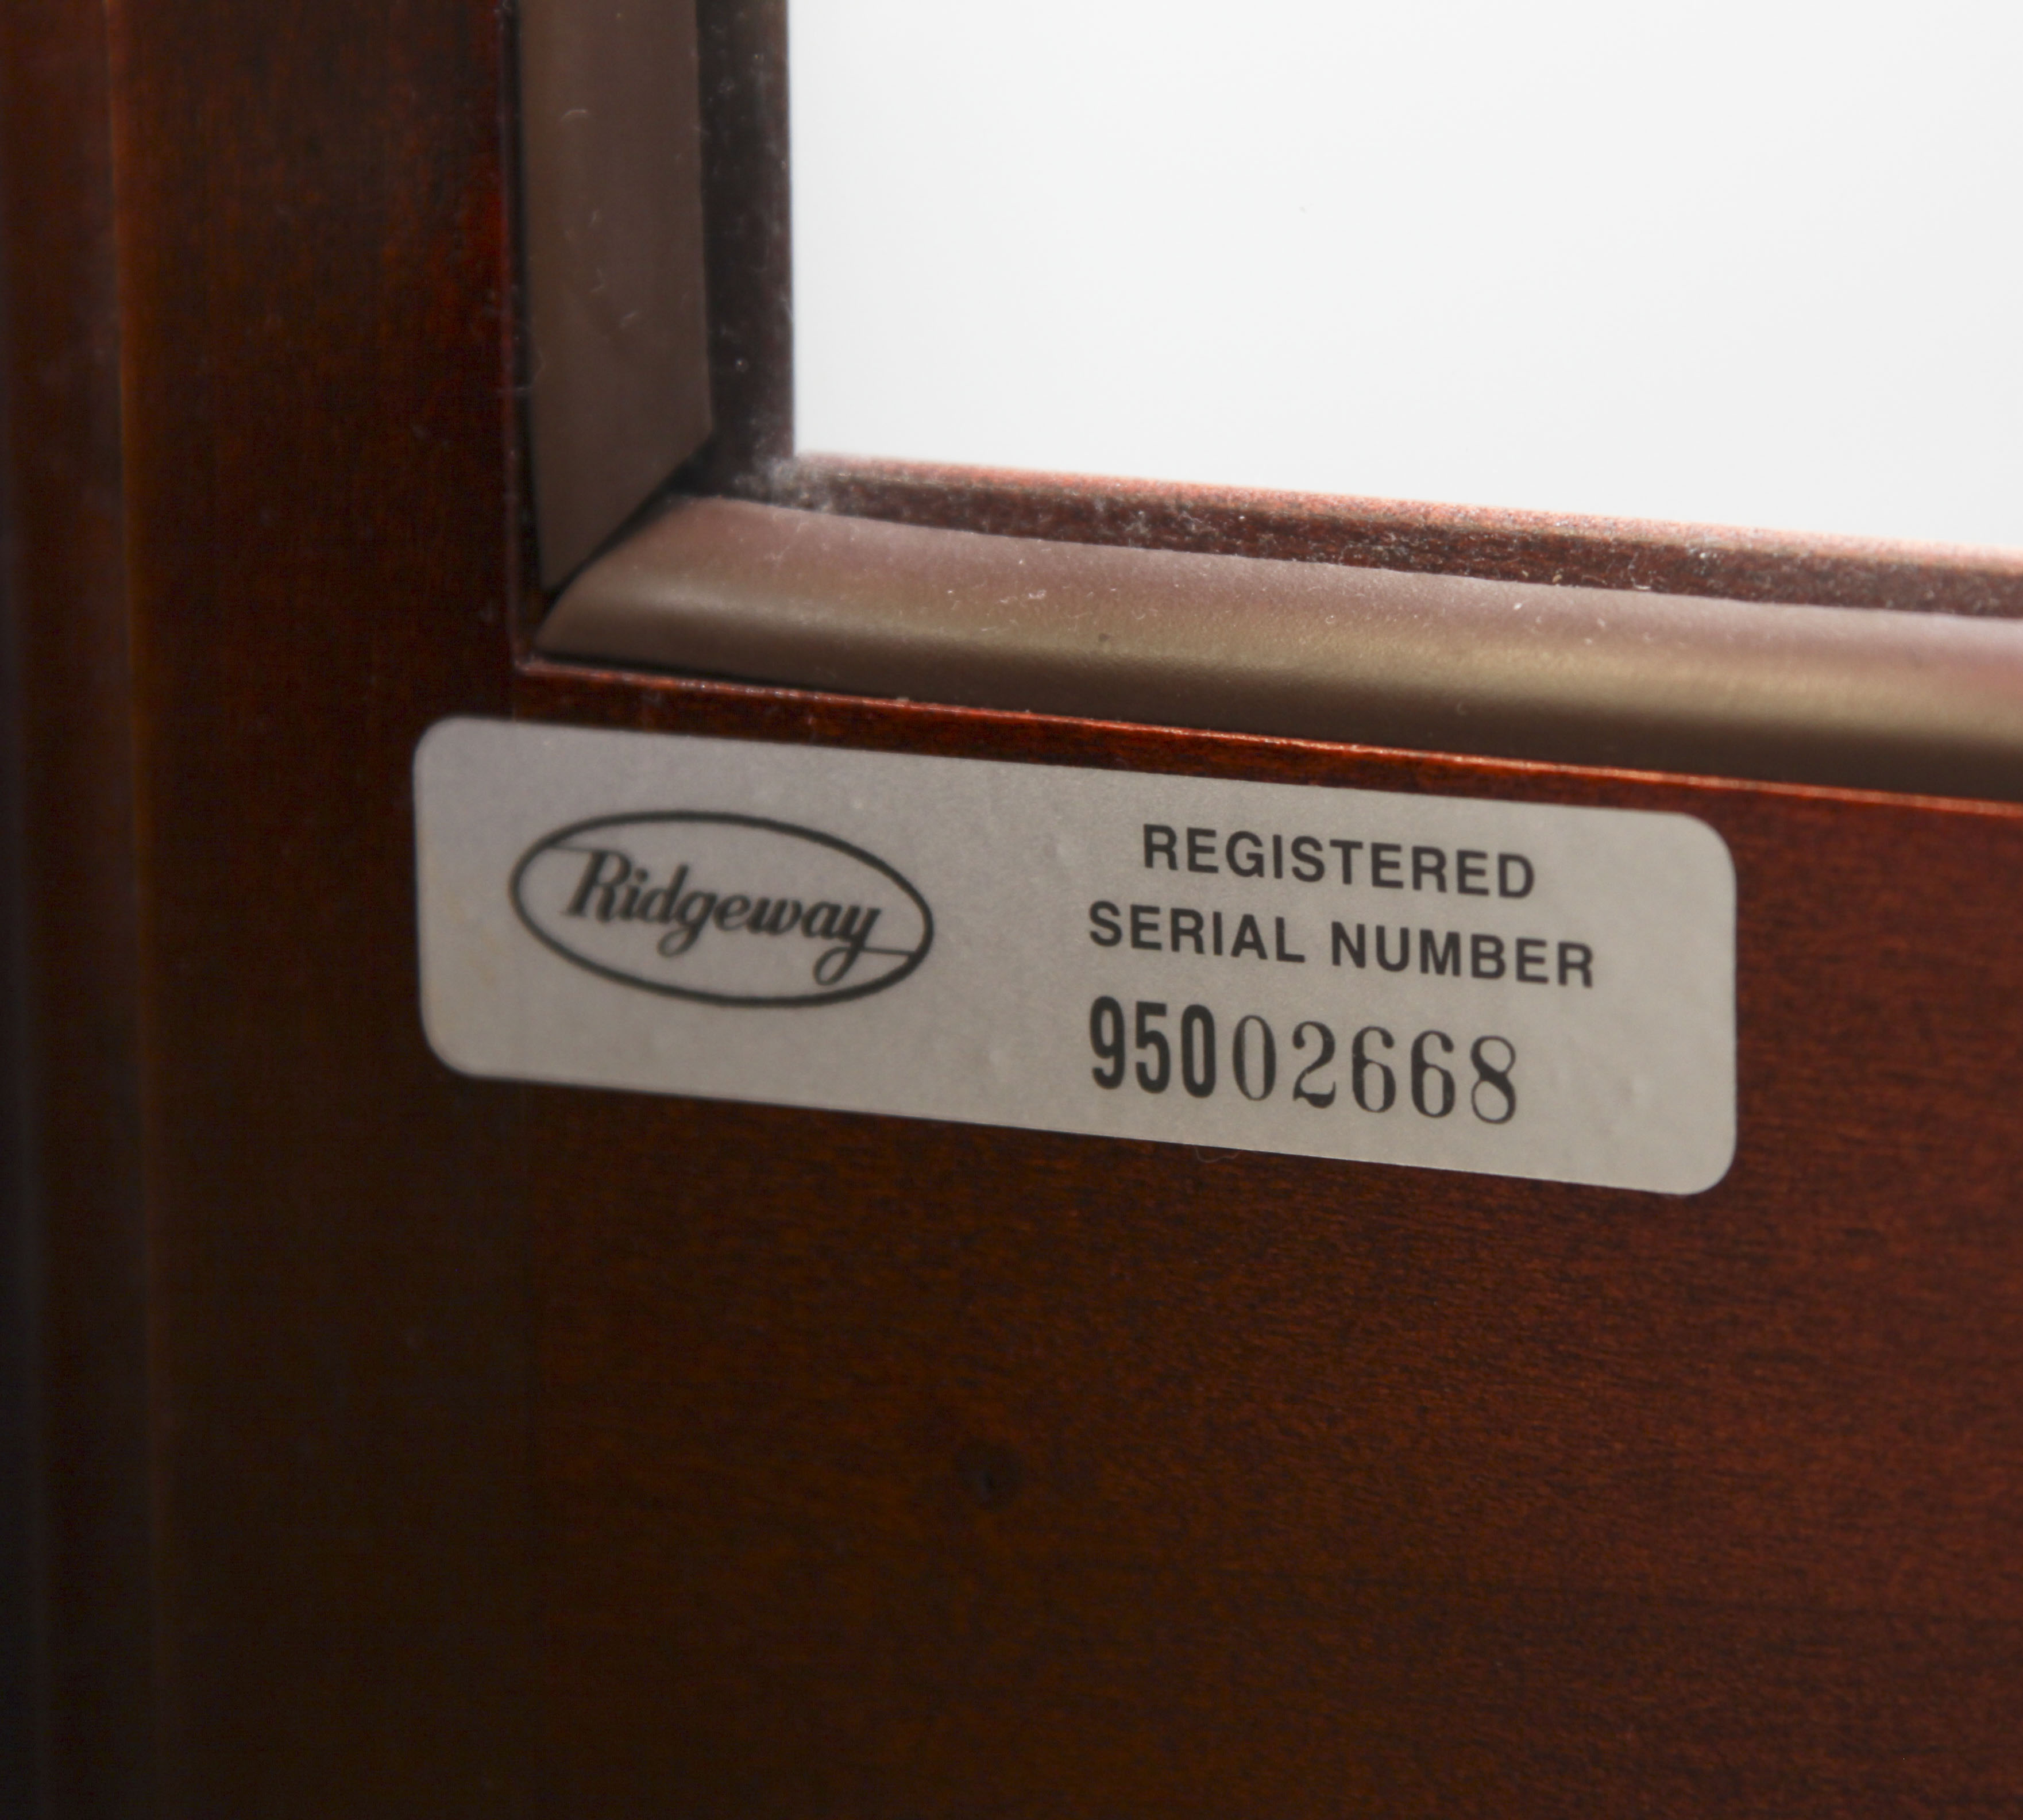 Ridgeway
REGISTERED
SERIAL NUMBER
95002668